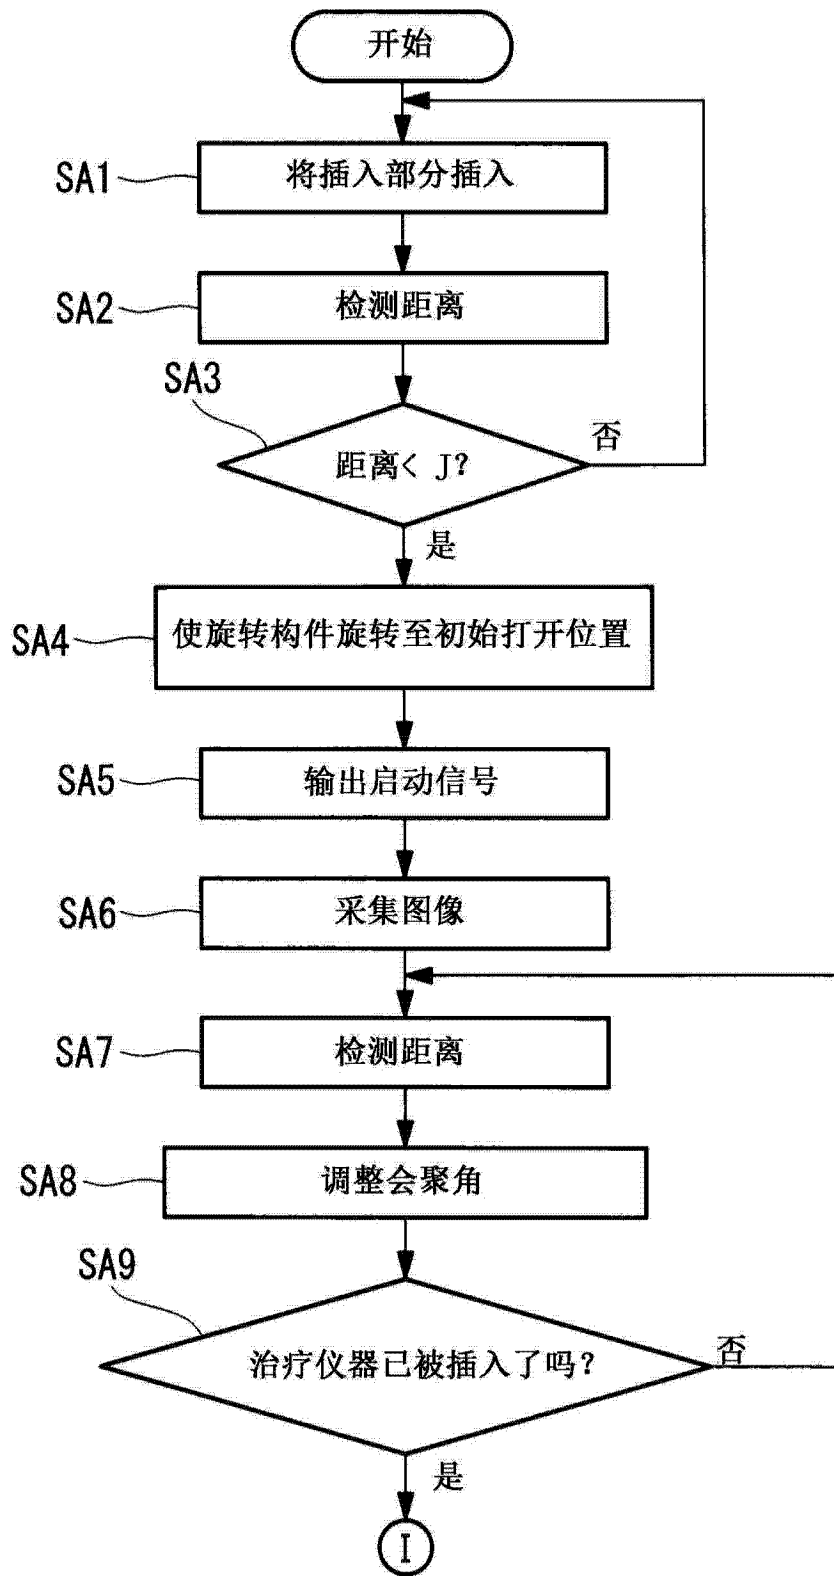 开始
SA1
将插入部分插入
SA2
检测距离
SA3
距离< J?
否
是
SA4
使旋转构件旋转至初始打开位置
SA5
输出启动信号
SA6
采集图像
SA7
检测距离
SA8
调整会聚角
SA9
治疗仪器已被插入了吗?
否
是
I